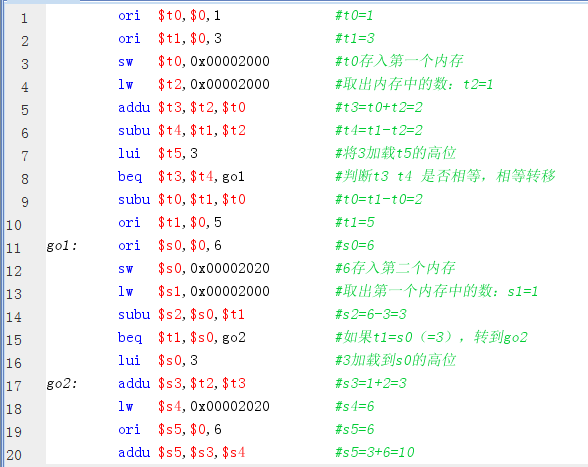 1 ori $t0,$0,1 #t0=1
2 ori $t1,$0,3 #t1=3
3 sw $t0,0x00002000 #t0存入第一个内存
4 lw $t2,0x00002000 #取出内存中的数：t2=1
5 addu $t3,$t2,$t0 #t3=t0+t2=2
6 subu $t4,$t1,$t2 #t4=t1-t2=2
7 lui $t5,3 #将3加载t5的高位
8 beq $t3,$t4,go1 #判断t3 t4 是否相等，相等转移
9 subu $t0,$t1,$t0 #t0=t1-t0=2
10 ori $t1,$0,5 #t1=5
11 go1: ori $s0,$0,6 #s0=6
12 sw $s0,0x00002020 #6存入第二个内存
13 lw $s1,0x00002000 #取出第一个内存中的数：s1=1
14 subu $s2,$s0,$t1 #s2=6-3=3
15 beq $t1,$s0,go2 #如果t1=s0（=3），转到go2
16 lui $s0,3 #3加载到s0的高位
17 go2: addu $s3,$t2,$t3 #s3=1+2=3
18 lw $s4,0x00002020 #s4=6
19 ori $s5,$0,6 #s5=6
20 addu $s5,$s3,$s4 #s5=3+6=10